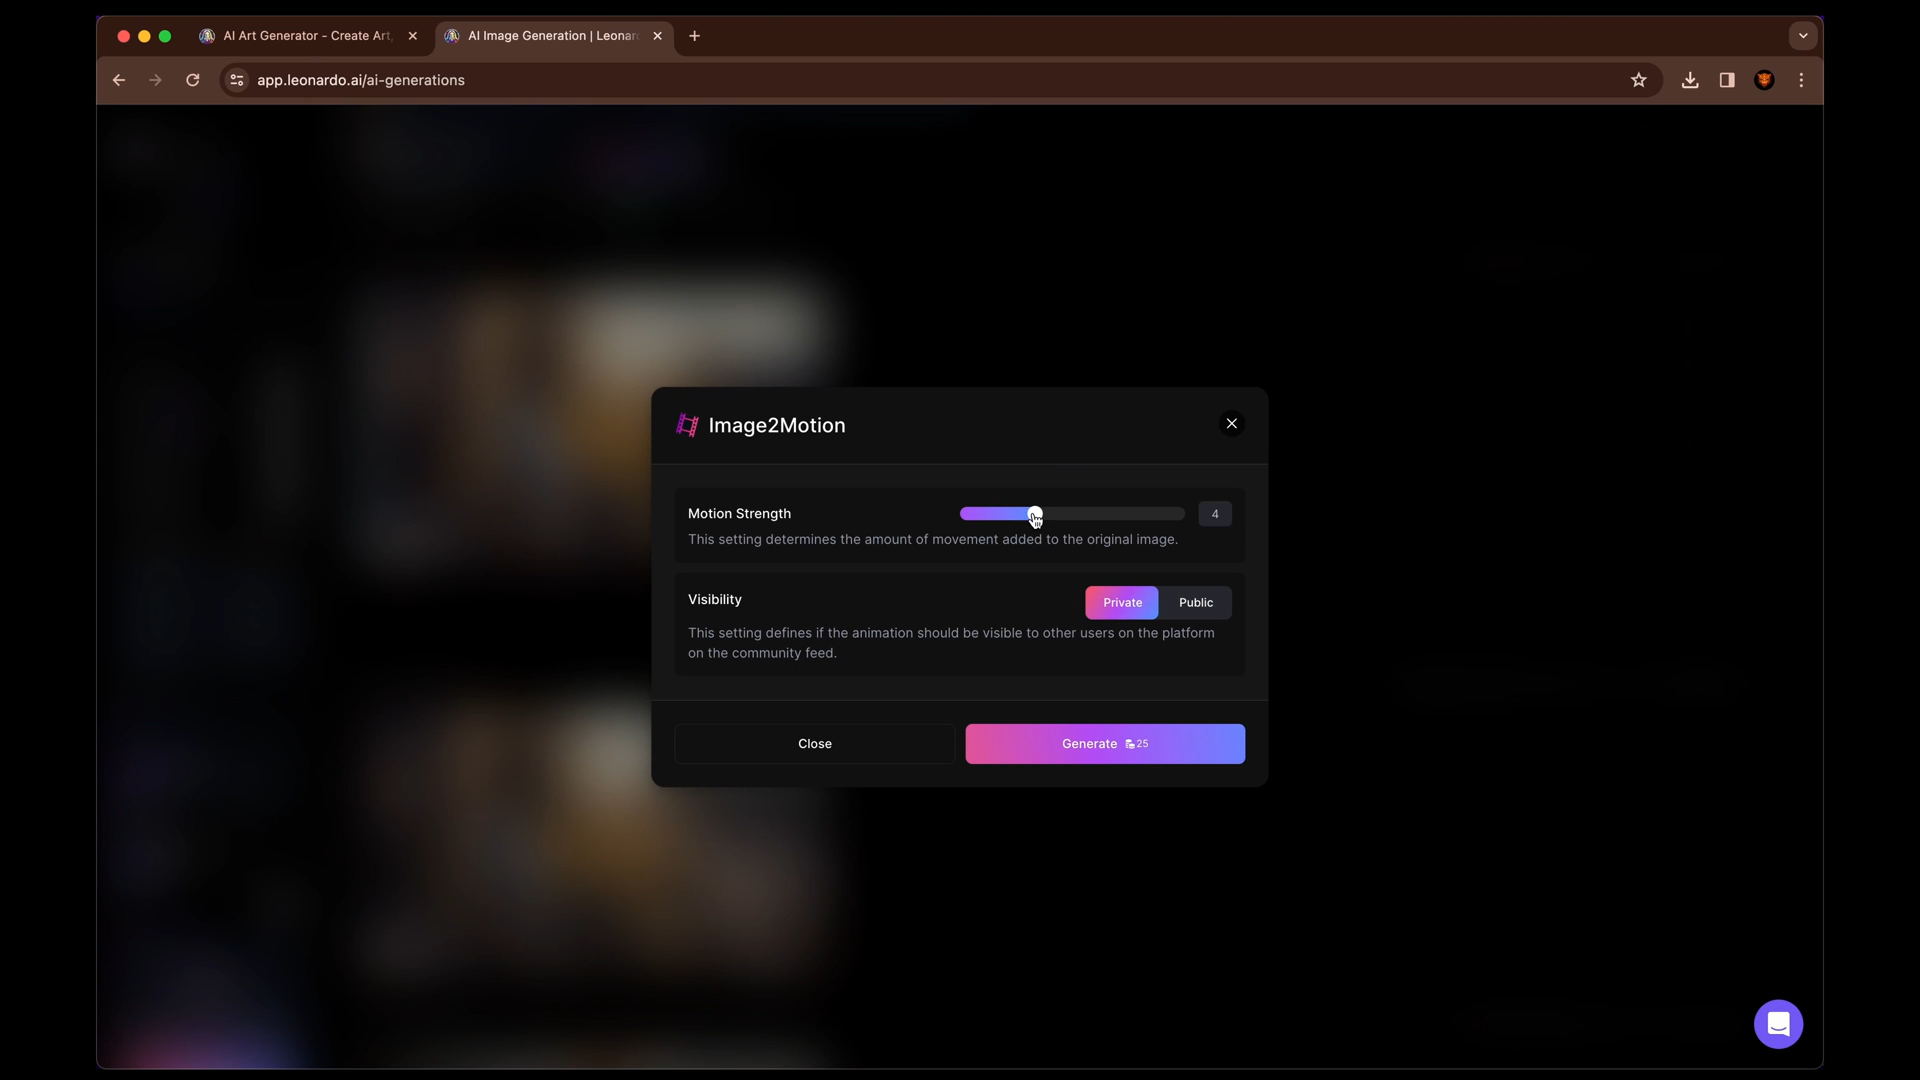 AI Art Generator - Create Art,
AI Image Generation | Leonar
app.leonardo.ai/ai-generations
Image2Motion
Motion Strength
4
This setting determines the amount of movement added to the original image.
Visibility
Private
Public
This setting defines if the animation should be visible to other users on the platform
on the community feed.
Close
Generate 25